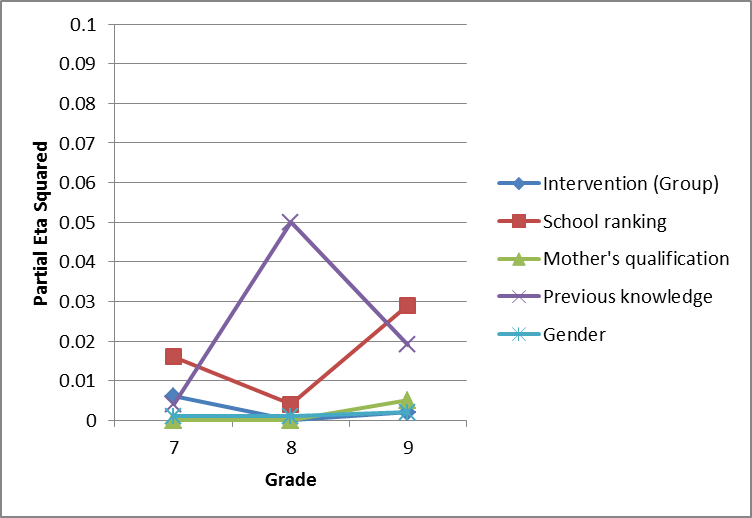 0.1
0.09
0.08
0.07
0.06
0.05
0.04
0.03
0.02
0.01
0
Partial Eta Squared
7 8 9
Grade
Intervention (Group)
School ranking
Mother's qualification
Previous knowledge
Gender